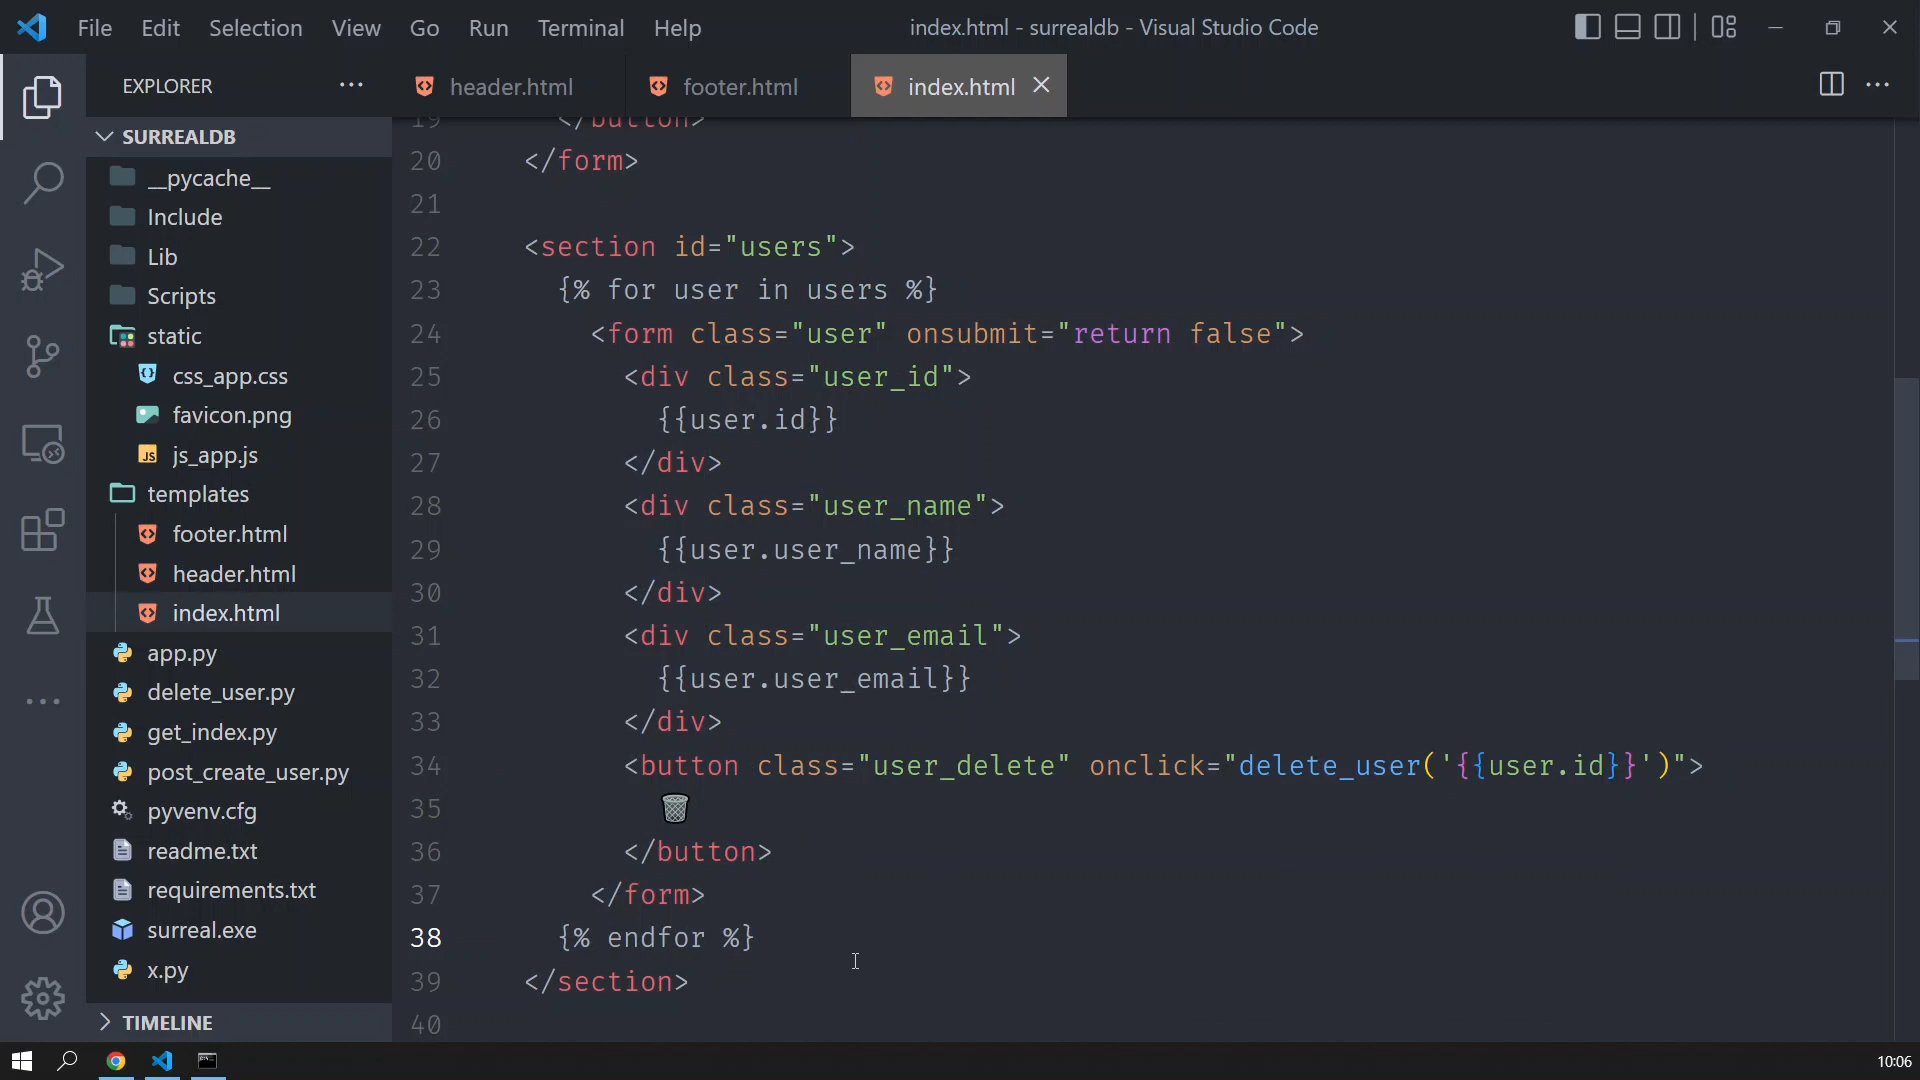 File Edit Selection View Go Run Terminal Help
index.html - surrealdb - Visual Studio Code
EXPLORER
header.html
footer.html
index.html
SURREALDB
__pycache__
Include
Lib
Scripts
static
css_app.css
favicon.png
js_app.js
templates
footer.html
header.html
index.html
app.py
delete_user.py
get_index.py
post_create_user.py
pyvenv.cfg
readme.txt
requirements.txt
surreal.exe
x.py
TIMELINE
19 </button>
20 </form>
21
22 <section id="users">
23 {% for user in users %}
24 <form class="user" onsubmit="return false">
25 <div class="user_id">
26 {{user.id}}
27 </div>
28 <div class="user_name">
29 {{user.user_name}}
30 </div>
31 <div class="user_email">
32 {{user.user_email}}
33 </div>
34 <button class="user_delete" onclick="delete_user('{{user.id}}')">
35 🗑
36 </button>
37 </form>
38 {% endfor %}
39 </section>
40
10:06